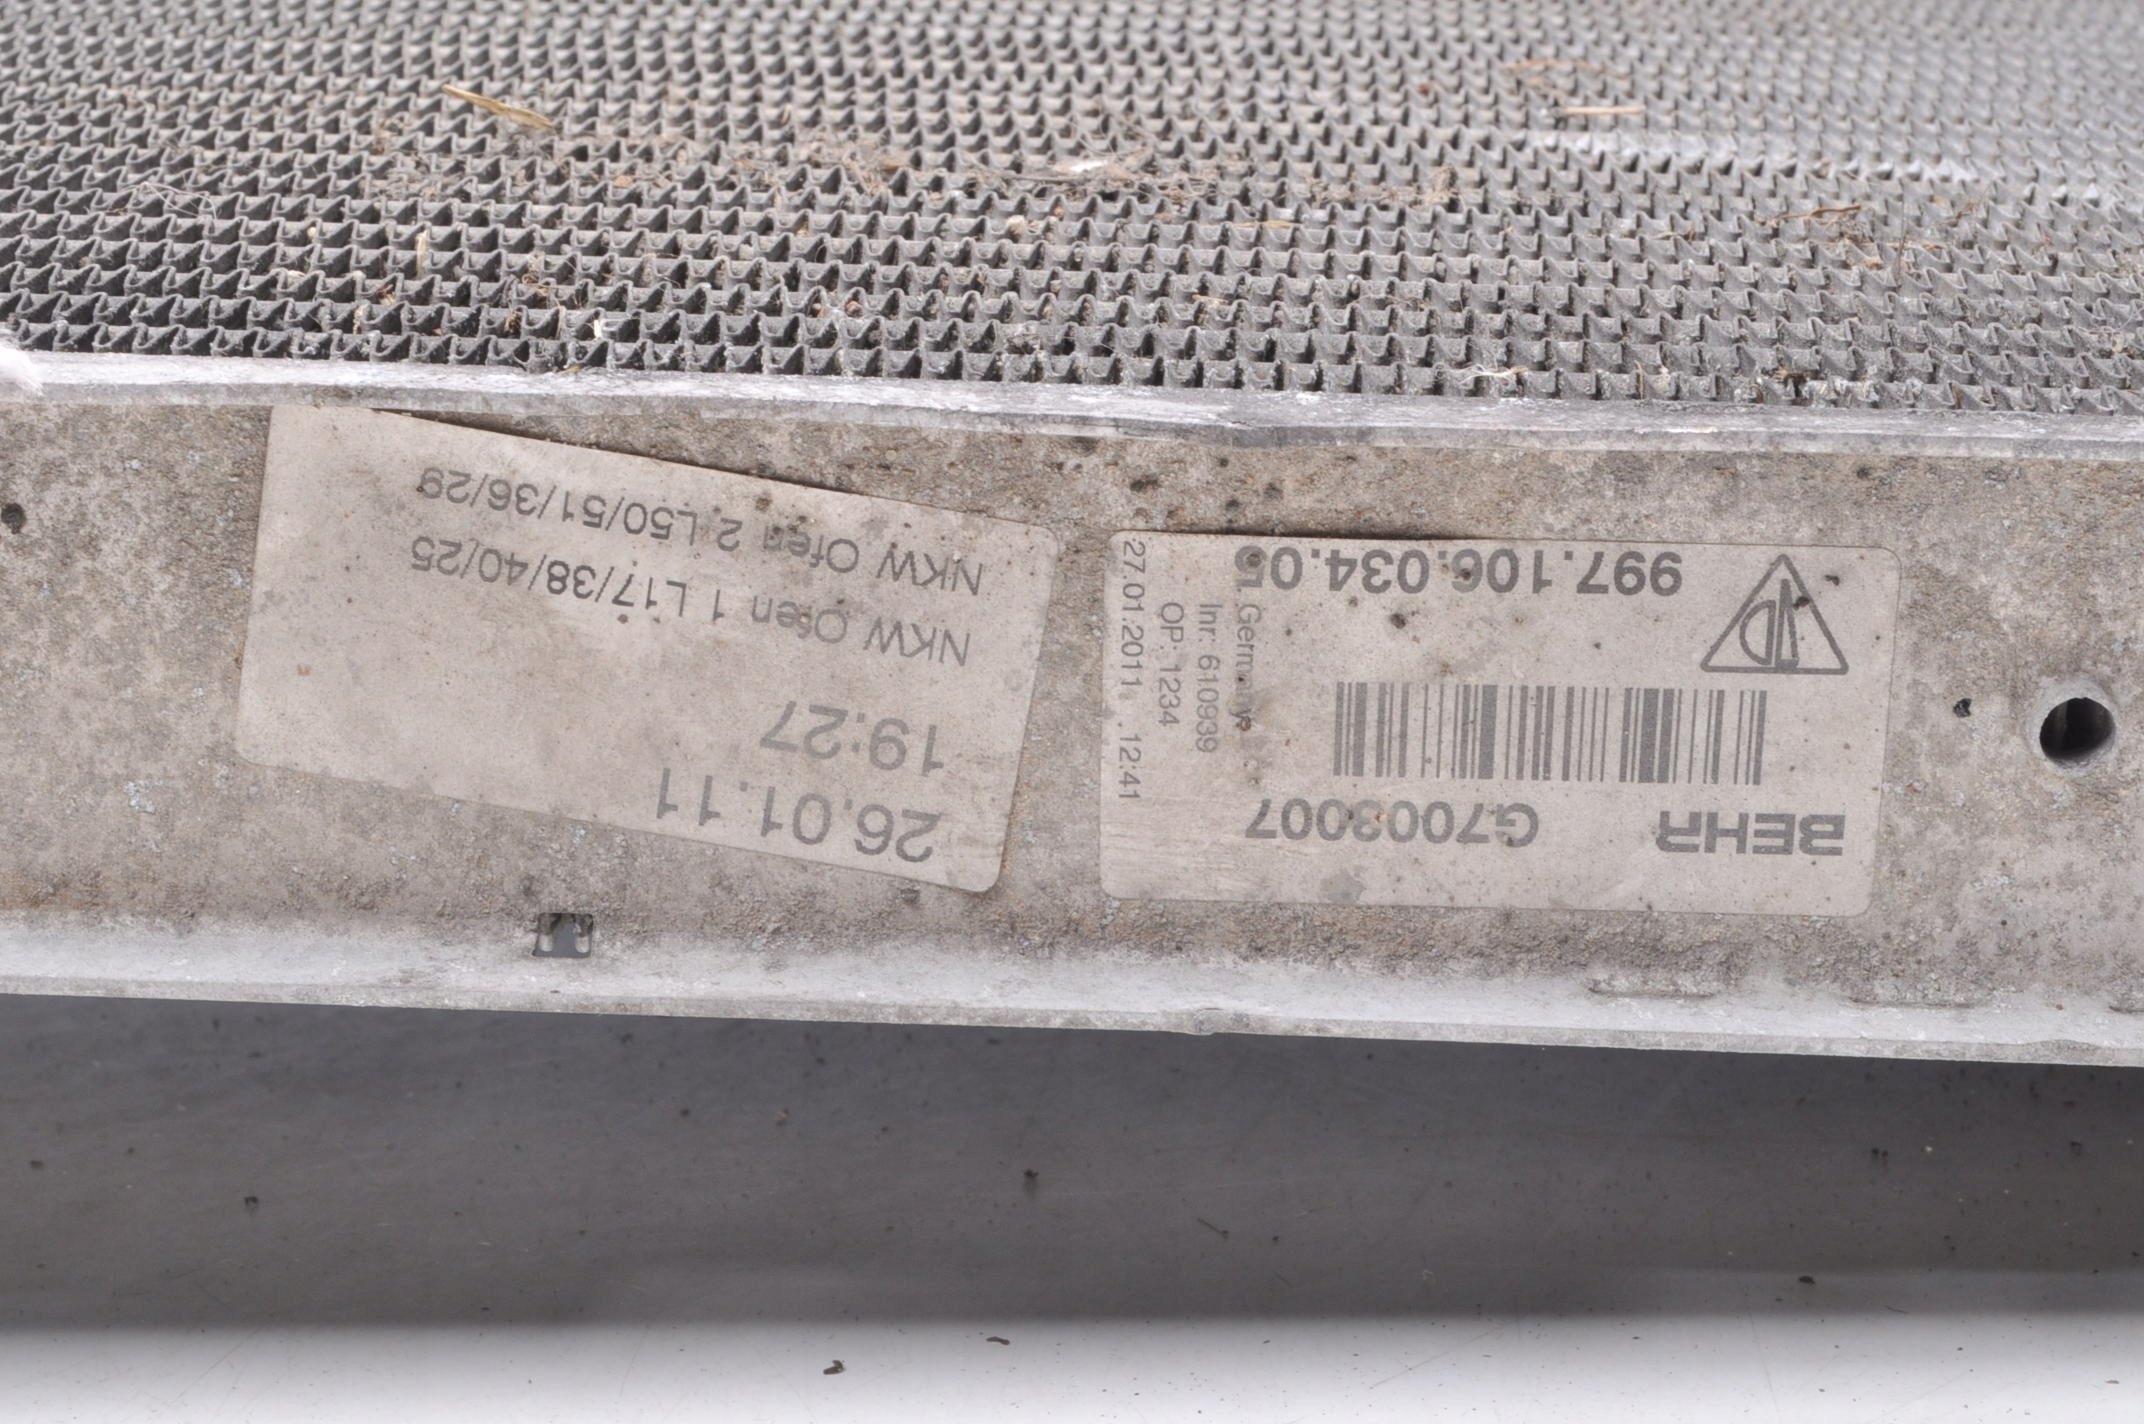 26.01.11
19:27
NKW Ofen 1 L17/38/40/25
NKW Ofen 2 L50/51/36/29
BEHR G7003007
997.106.034.05
Germany
Inr: 610939
OP: 1234
27.01.2011 12:41